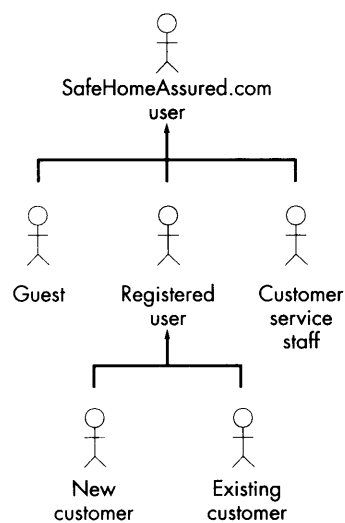 SafeHomeAssured.com
user
Guest
Registered
user
Customer
service
staff
New
customer
Existing
customer